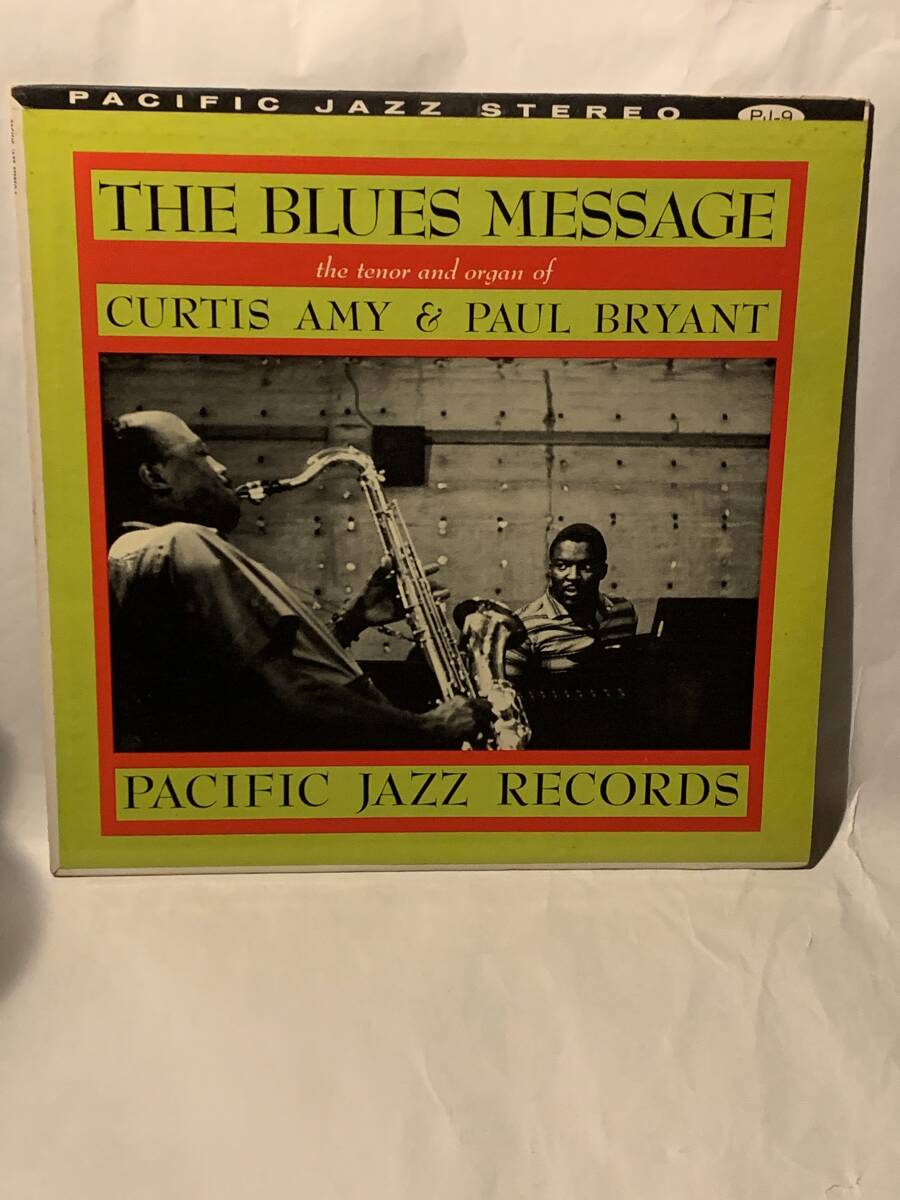 PACIFIC JAZZ STEREO PJ-9
THE BLUES MESSAGE
the tenor and organ of
CURTIS AMY & PAUL BRYANT
PACIFIC JAZZ RECORDS